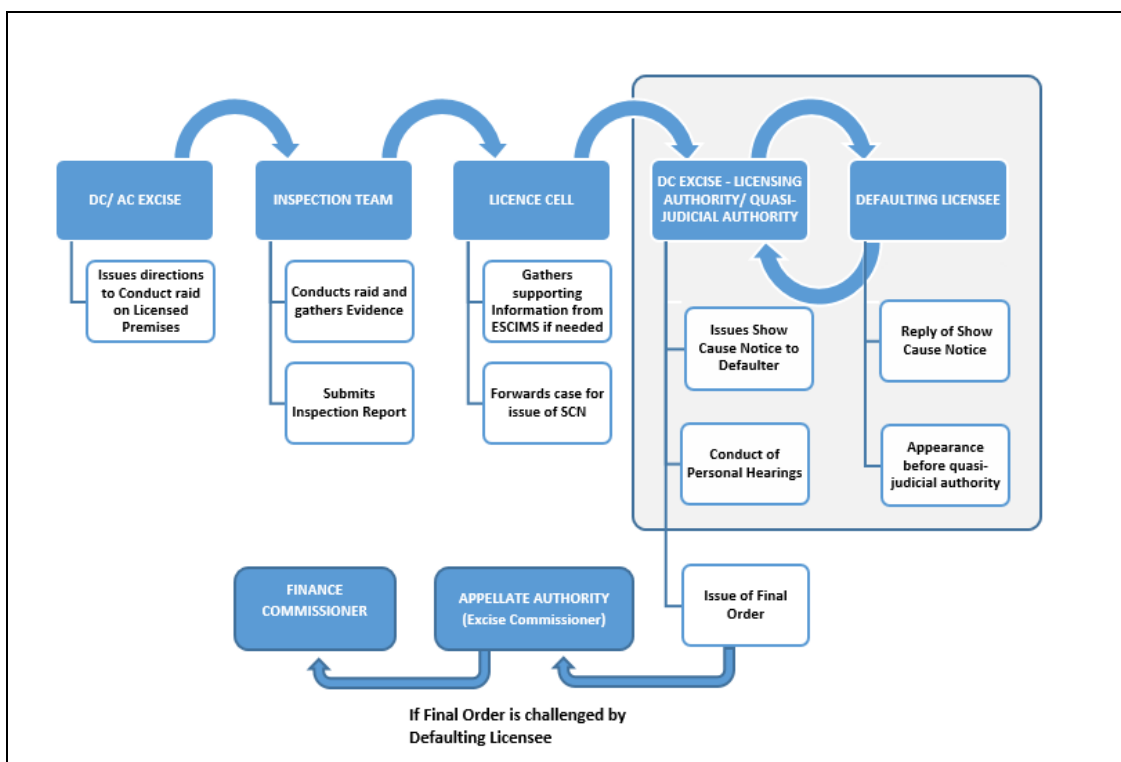 DC/ AC EXCISE
Issues directions
to Conduct raid
on Licensed
Premises
INSPECTION TEAM
Conducts raid and
gathers Evidence
Submits
Inspection Report
LICENCE CELL
Gathers
supporting
Information from
ESCIMS if needed
Forwards case for
issue of SCN
DC EXCISE - LICENSING
AUTHORITY/ QUASI-
JUDICIAL AUTHORITY
Issues Show
Cause Notice to
Defaulter
Conduct of
Personal Hearings
Issue of Final
Order
DEFAULTING LICENSEE
Reply of Show
Cause Notice
Appearance
before quasi-
judicial authority
FINANCE
COMMISSIONER
APPELLATE AUTHORITY
(Excise Commissioner)
If Final Order is challenged by
Defaulting Licensee